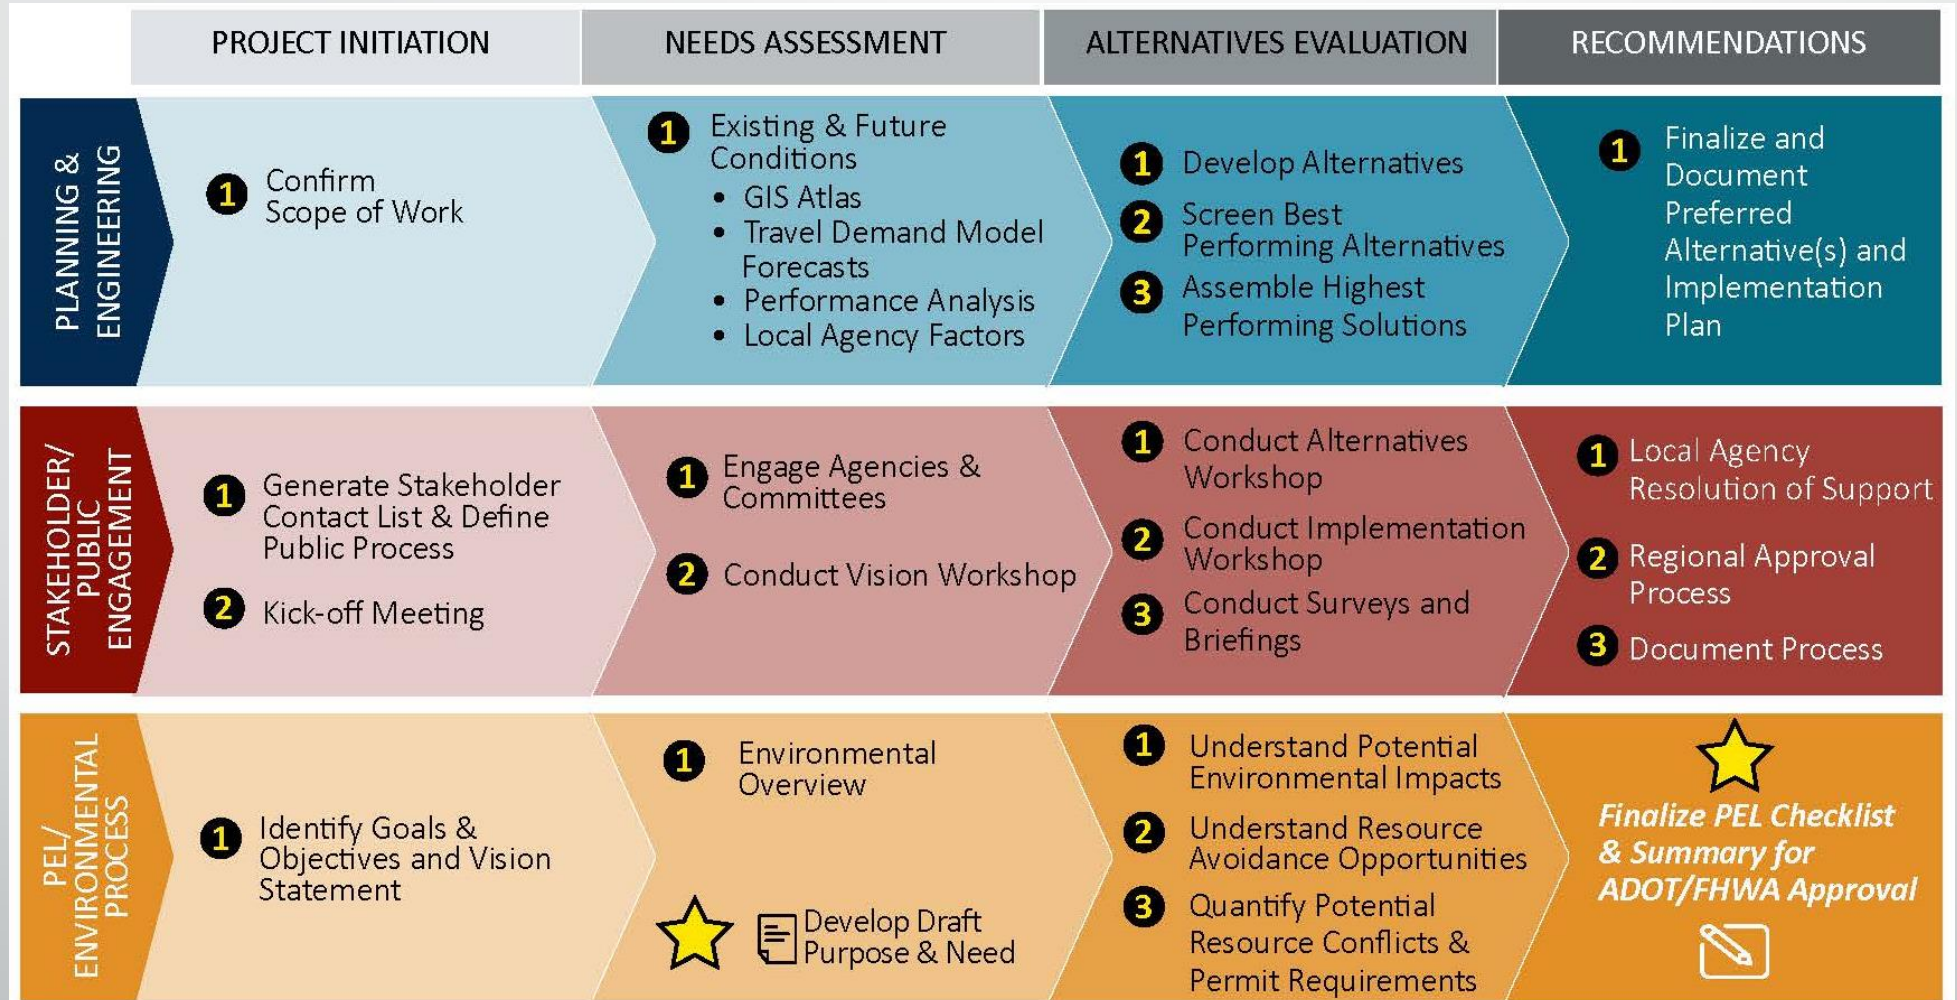 PROJECT INITIATION
NEEDS ASSESSMENT
ALTERNATIVES EVALUATION
RECOMMENDATIONS
PLANNING &
ENGINEERING
1
Confirm
Scope of Work
1
Existing & Future
Conditions
• GIS Atlas
• Travel Demand Model
Forecasts
• Performance Analysis
• Local Agency Factors
1
Develop Alternatives
2
Screen Best
Performing Alternatives
3
Assemble Highest
Performing Solutions
1
Finalize and
Document
Preferred
Alternative(s) and
Implementation
Plan
STAKEHOLDER/
PUBLIC
ENGAGEMENT
1
Generate Stakeholder
Contact List & Define
Public Process
2
Kick-off Meeting
1
Engage Agencies &
Committees
2
Conduct Vision Workshop
1
Conduct Alternatives
Workshop
2
Conduct Implementation
Workshop
3
Conduct Surveys and
Briefings
1
Local Agency
Resolution of Support
2
Regional Approval
Process
3
Document Process
PEL/
ENVIRONMENTAL
PROCESS
1
Identify Goals &
Objectives and Vision
Statement
1
Environmental
Overview
Develop Draft
Purpose & Need
1
Understand Potential
Environmental Impacts
2
Understand Resource
Avoidance Opportunities
3
Quantify Potential
Resource Conflicts &
Permit Requirements
Finalize PEL Checklist
& Summary for
ADOT/FHWA Approval